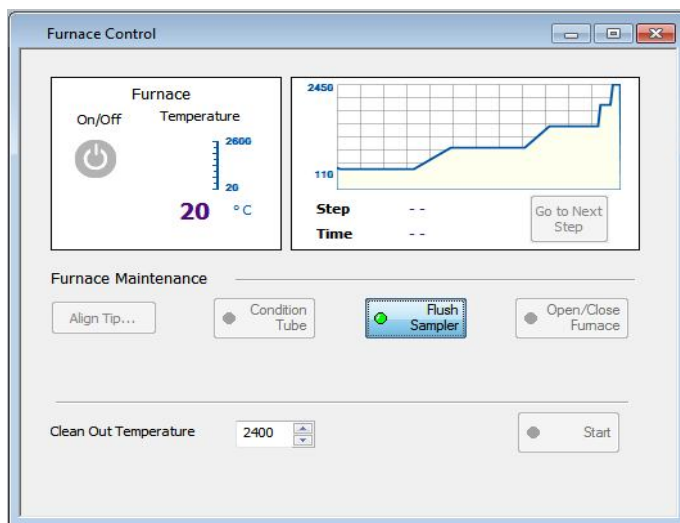 Furnace Control
Furnace
On/Off
Temperature
2600
20
20 °C
2450
110
Step - -
Time - -
Go to Next
Step
Furnace Maintenance
Align Tip...
Condition
Tube
Flush
Sampler
Open/Close
Furnace
Clean Out Temperature
2400
Start